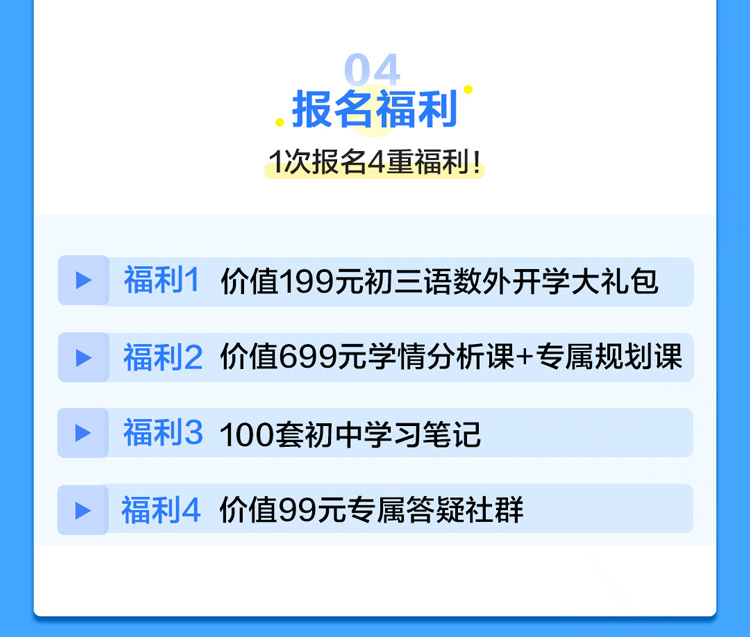 04
报名福利
1次报名4重福利!
福利1 价值199元初三语数外开学大礼包
福利2 价值699元学情分析课+专属规划课
福利3 100套初中学习笔记
福利4 价值99元专属答疑社群